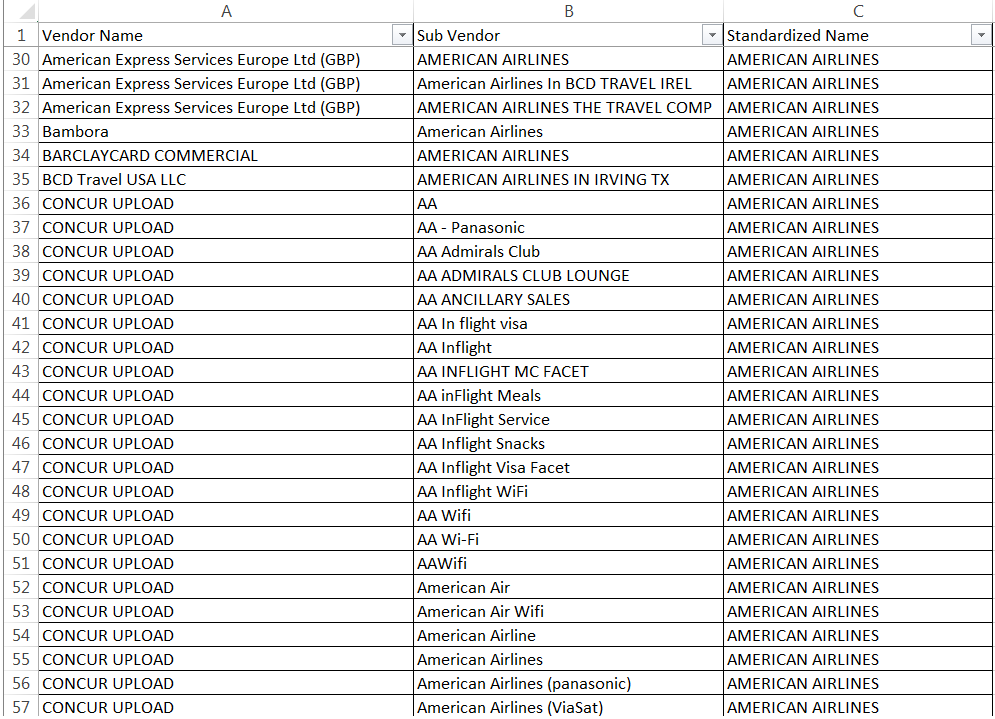 A B C
1 Vendor Name Sub Vendor Standardized Name
30 American Express Services Europe Ltd (GBP) AMERICAN AIRLINES AMERICAN AIRLINES
31 American Express Services Europe Ltd (GBP) American Airlines In BCD TRAVEL IREL AMERICAN AIRLINES
32 American Express Services Europe Ltd (GBP) AMERICAN AIRLINES THE TRAVEL COMP AMERICAN AIRLINES
33 Bambora American Airlines AMERICAN AIRLINES
34 BARCLAYCARD COMMERCIAL AMERICAN AIRLINES AMERICAN AIRLINES
35 BCD Travel USA LLC AMERICAN AIRLINES IN IRVING TX AMERICAN AIRLINES
36 CONCUR UPLOAD AA AMERICAN AIRLINES
37 CONCUR UPLOAD AA - Panasonic AMERICAN AIRLINES
38 CONCUR UPLOAD AA Admirals Club AMERICAN AIRLINES
39 CONCUR UPLOAD AA ADMIRALS CLUB LOUNGE AMERICAN AIRLINES
40 CONCUR UPLOAD AA ANCILLARY SALES AMERICAN AIRLINES
41 CONCUR UPLOAD AA In flight visa AMERICAN AIRLINES
42 CONCUR UPLOAD AA Inflight AMERICAN AIRLINES
43 CONCUR UPLOAD AA INFLIGHT MC FACET AMERICAN AIRLINES
44 CONCUR UPLOAD AA inFlight Meals AMERICAN AIRLINES
45 CONCUR UPLOAD AA InFlight Service AMERICAN AIRLINES
46 CONCUR UPLOAD AA Inflight Snacks AMERICAN AIRLINES
47 CONCUR UPLOAD AA Inflight Visa Facet AMERICAN AIRLINES
48 CONCUR UPLOAD AA Inflight WiFi AMERICAN AIRLINES
49 CONCUR UPLOAD AA Wifi AMERICAN AIRLINES
50 CONCUR UPLOAD AA Wi-Fi AMERICAN AIRLINES
51 CONCUR UPLOAD AAWifi AMERICAN AIRLINES
52 CONCUR UPLOAD American Air AMERICAN AIRLINES
53 CONCUR UPLOAD American Air Wifi AMERICAN AIRLINES
54 CONCUR UPLOAD American Airline AMERICAN AIRLINES
55 CONCUR UPLOAD American Airlines AMERICAN AIRLINES
56 CONCUR UPLOAD American Airlines (panasonic) AMERICAN AIRLINES
57 CONCUR UPLOAD American Airlines (ViaSat) AMERICAN AIRLINES